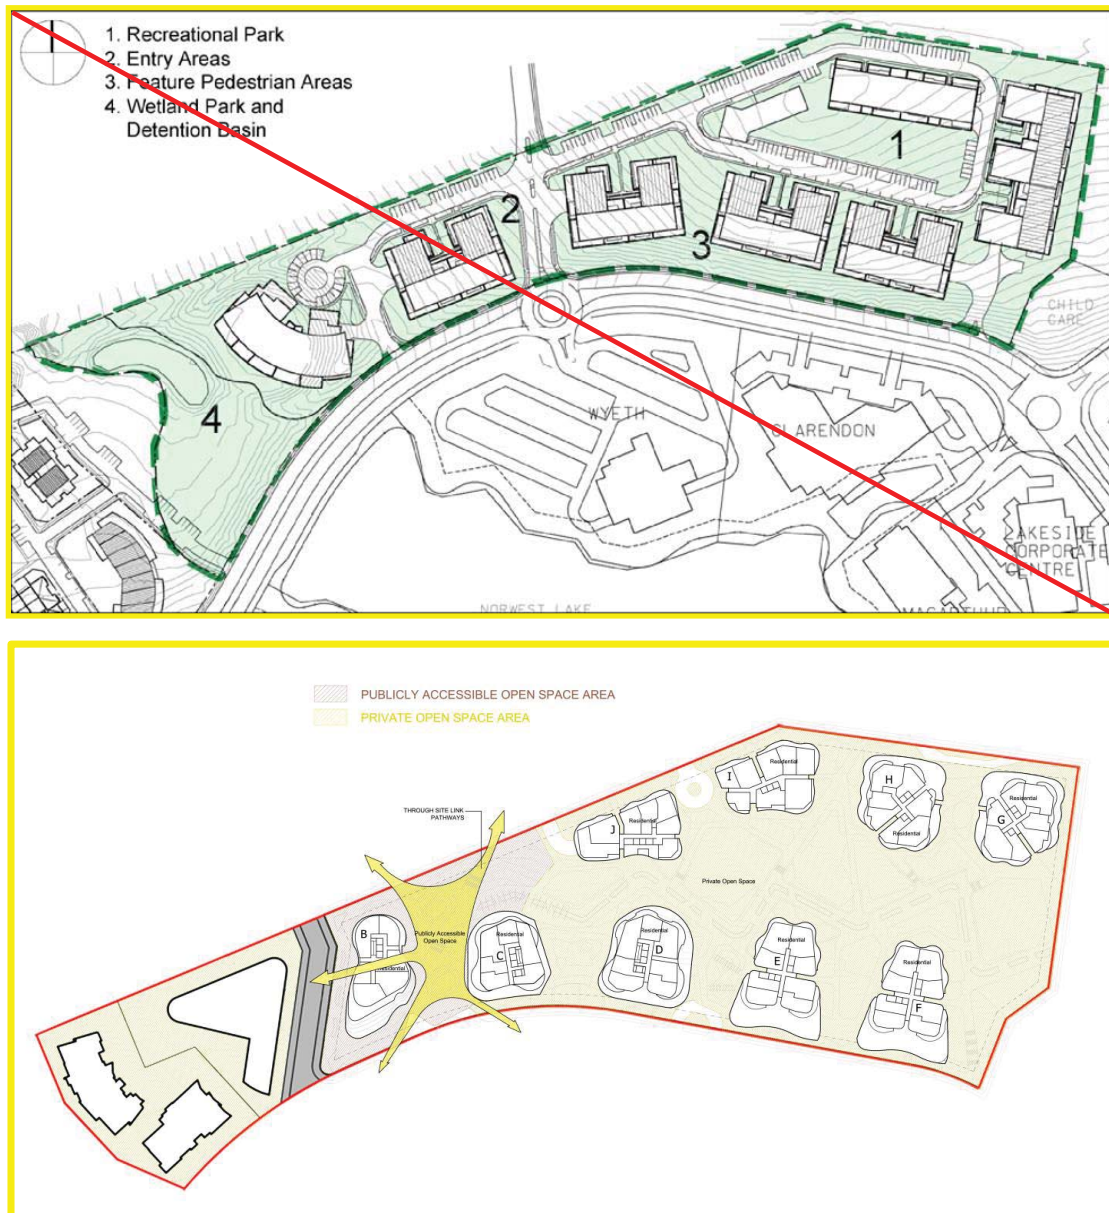 1. Recreational Park
2. Entry Areas
3. Feature Pedestrian Areas
4. Wetland Park and
Detention Basin
1
2
3
4
CHILD
CARE
WYETH
CLARENDON
LAKESIDE
CORPORATE
CENTRE
MACARTHUR
NORWEST LAKE
PUBLICLY ACCESSIBLE OPEN SPACE AREA
PRIVATE OPEN SPACE AREA
THROUGH SITE LINK
PATHWAYS
I
Residential
H
Residential
Residential
G
J
Residential
Private Open Space
B
Residential
Publicly Accessible
Open Space
Residential
C
Residential
D
Residential
E
Residential
F